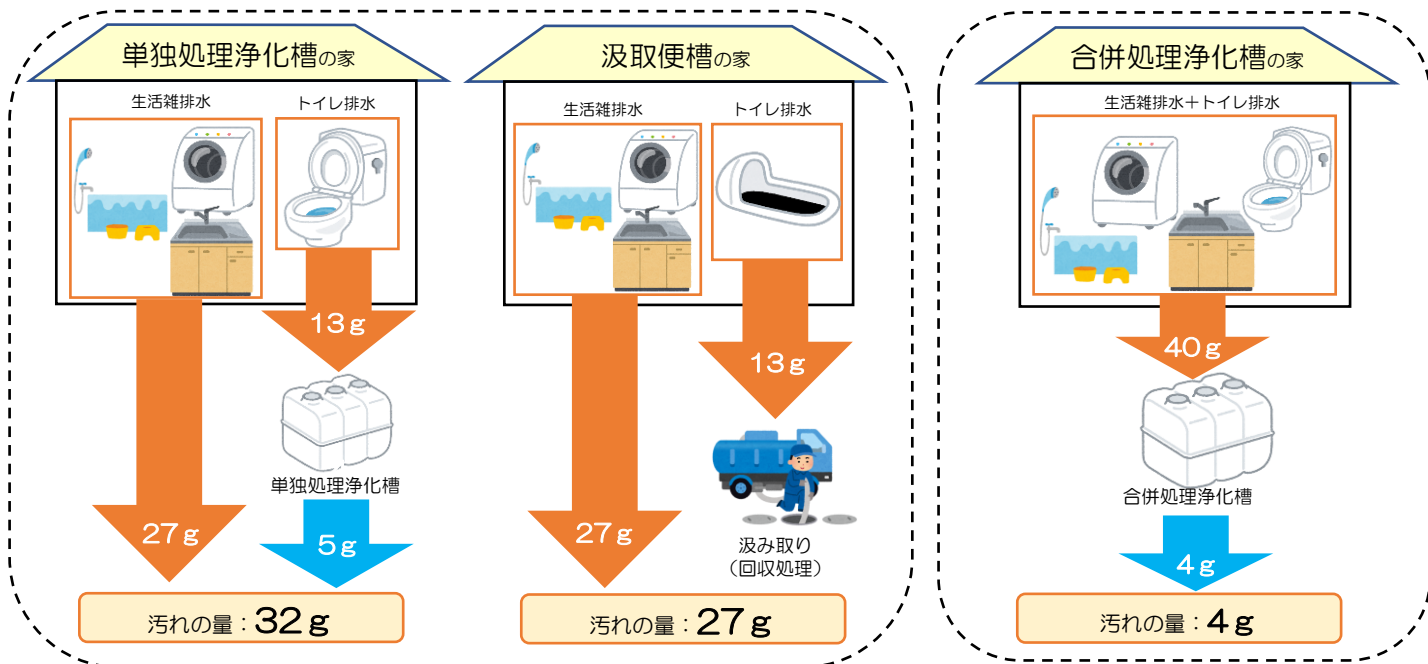 単独処理浄化槽の家
生活雑排水
トイレ排水
13g
単独処理浄化槽
27g
5g
汚れの量：32g
汲取便槽の家
生活雑排水
トイレ排水
13g
27g
汲み取り
（回収処理）
汚れの量：27g
合併処理浄化槽の家
生活雑排水＋トイレ排水
40g
合併処理浄化槽
4g
汚れの量：4g